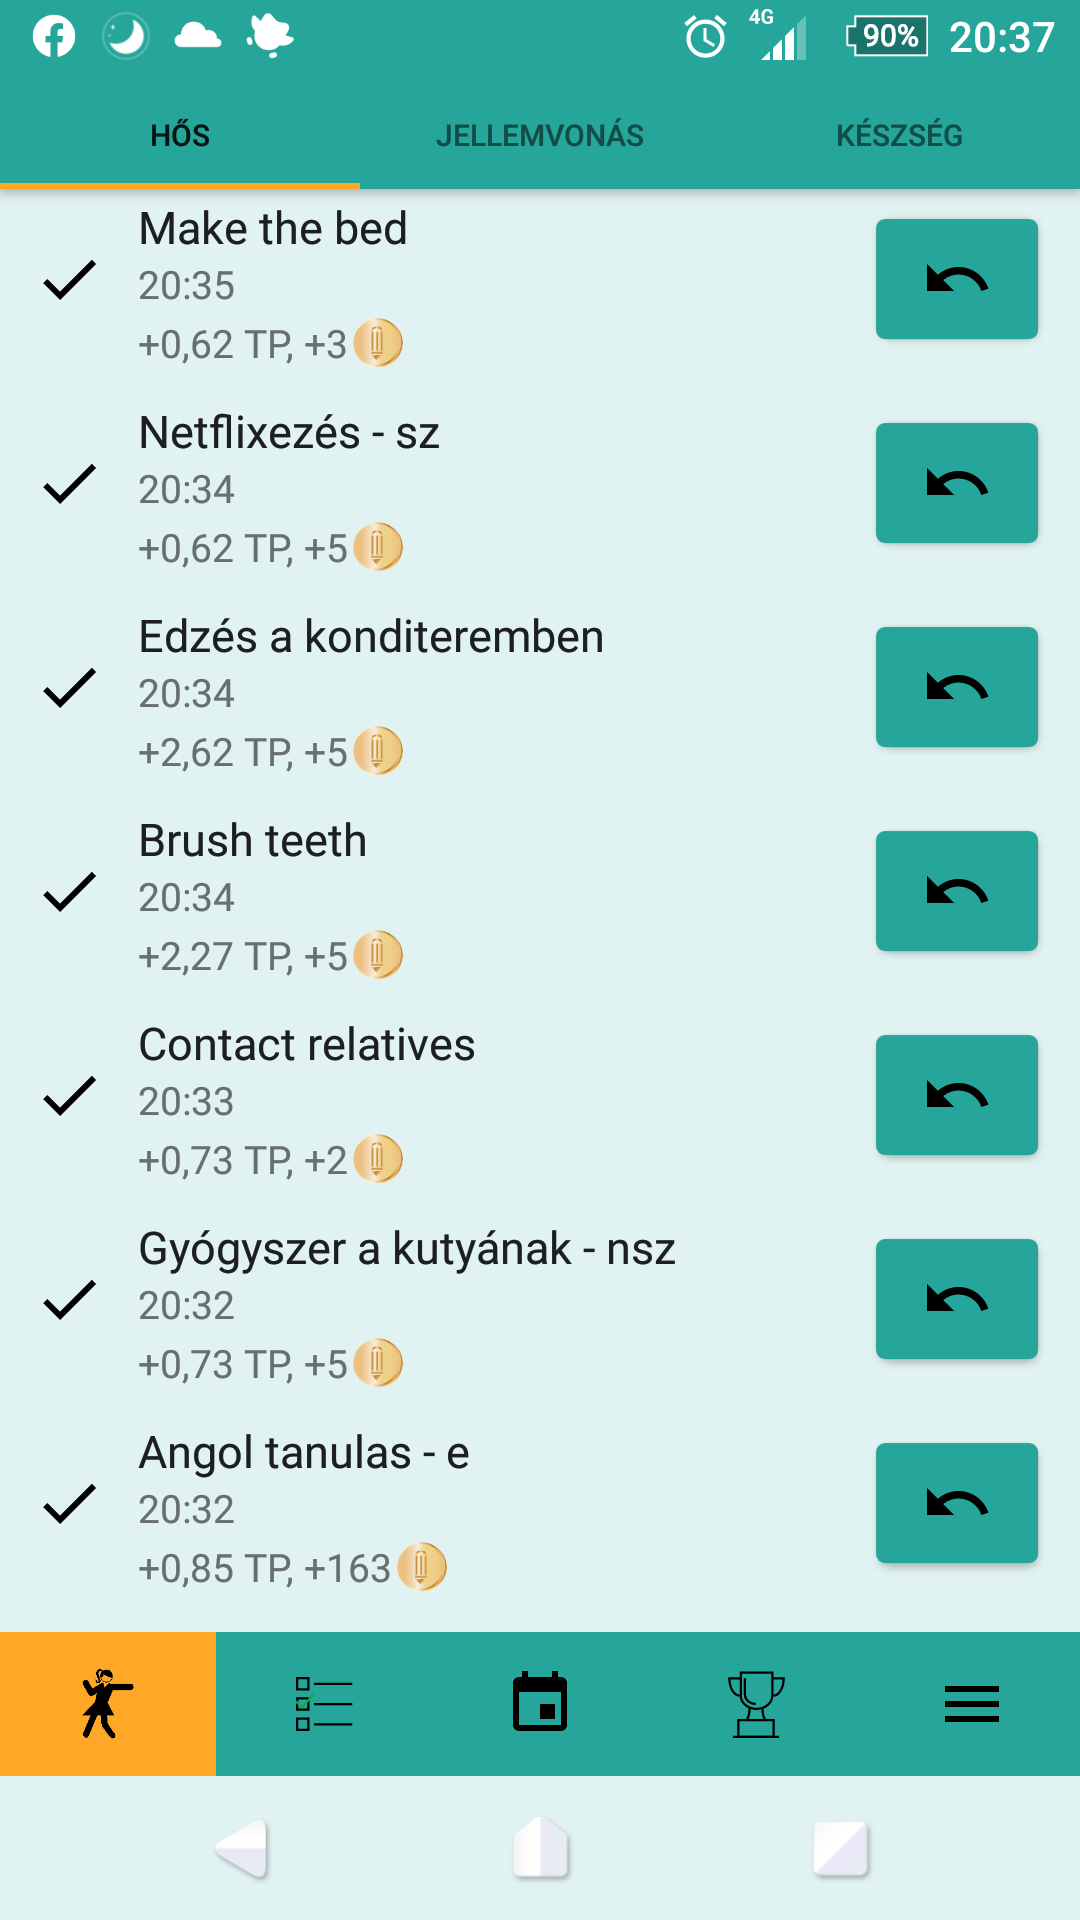 4G
90%
20:37
HŐS
JELLEMVONÁS
KÉSZSÉG
Make the bed
20:35
+0,62 TP, +3
Netflixezés - sz
20:34
+0,62 TP, +5
Edzés a konditeremben
20:34
+2,62 TP, +5
Brush teeth
20:34
+2,27 TP, +5
Contact relatives
20:33
+0,73 TP, +2
Gyógyszer a kutyának - nsz
20:32
+0,73 TP, +5
Angol tanulas - e
20:32
+0,85 TP, +163